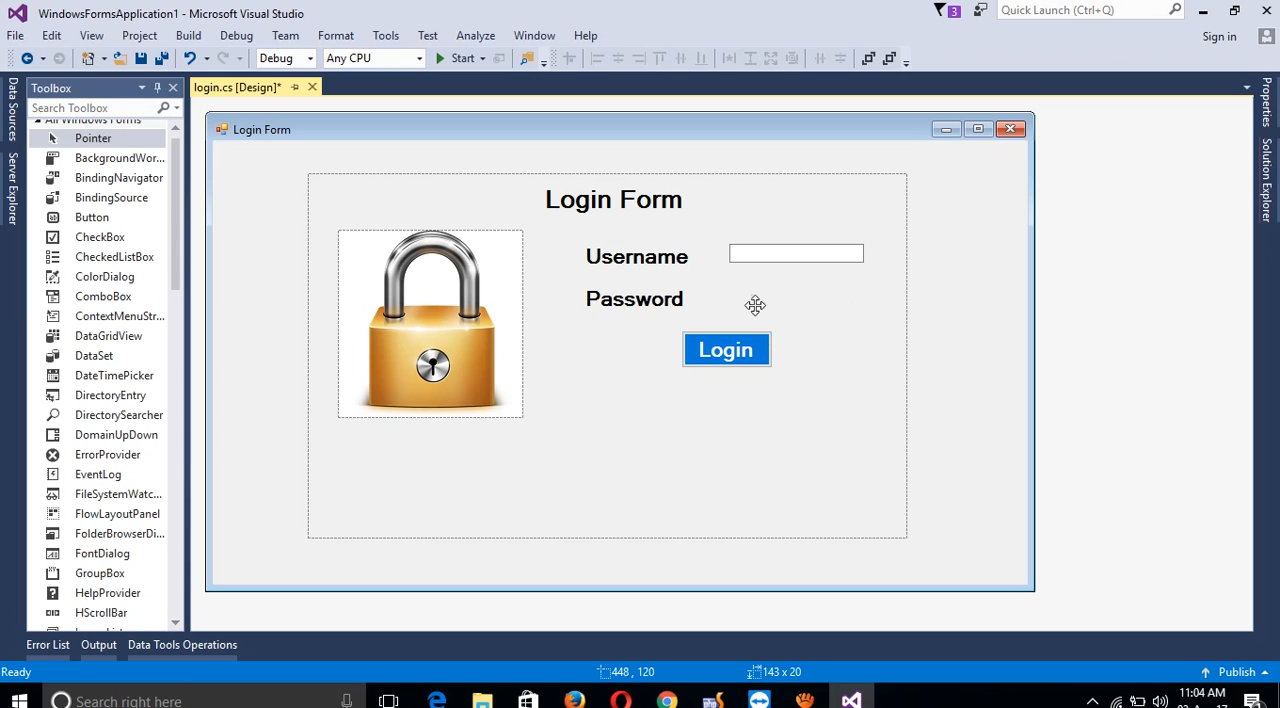 WindowsFormsApplication1 - Microsoft Visual Studio
3
Quick Launch (Ctrl+Q)
File Edit View Project Build Debug Team Format Tools Test Analyze Window Help
Sign in
Debug Any CPU Start
Data Sources
Server Explorer
Toolbox
login.cs [Design]*
Properties
Solution Explorer
Search Toolbox
All Windows Forms
Pointer
BackgroundWor...
BindingNavigator
BindingSource
Button
CheckBox
CheckedListBox
ColorDialog
ComboBox
ContextMenuStr...
DataGridView
DataSet
DateTimePicker
DirectoryEntry
DirectorySearcher
DomainUpDown
ErrorProvider
EventLog
FileSystemWatc...
FlowLayoutPanel
FolderBrowserDi...
FontDialog
GroupBox
HelpProvider
HScrollBar
Login Form
Login Form
Username
Password
Login
Error List Output Data Tools Operations
Ready
448 , 120
143 x 20
Publish
Search right here
11:04 AM